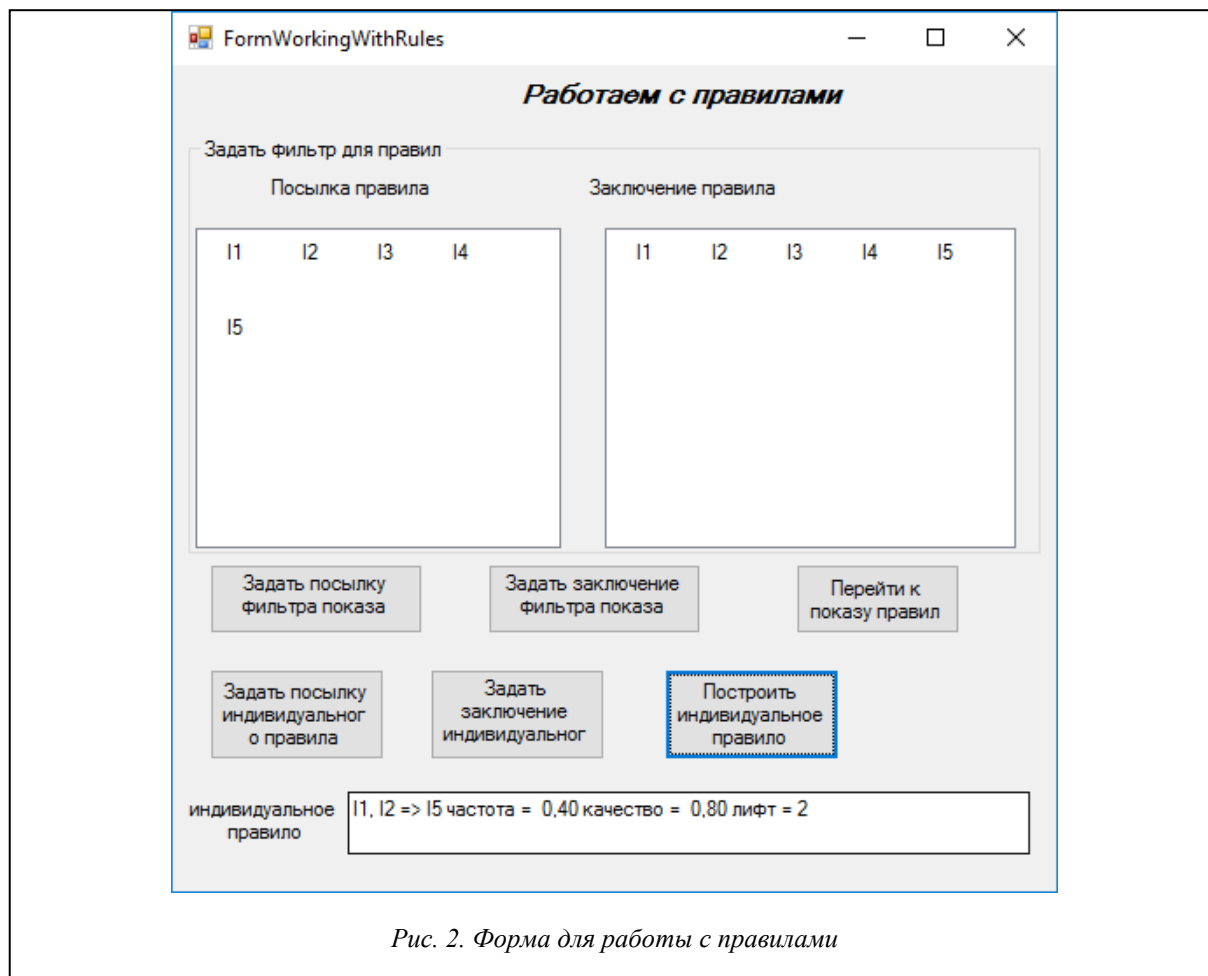 FormWorkingWithRules
Работаем с правилами
Задать фильтр для правил
Посылка правила Заключение правила
I1 I2 I3 I4 I1 I2 I3 I4 I5
I5
Задать посылку
фильтра показа
Задать заключение
фильтра показа
Перейти к
показу правил
Задать посылку
индивидуальног
о правила
Задать
заключение
индивидуальног
Построить
индивидуальное
правило
индивидуальное
правило
I1, I2 => I5 частота = 0,40 качество = 0,80 лифт = 2
Рис. 2. Форма для работы с правилами